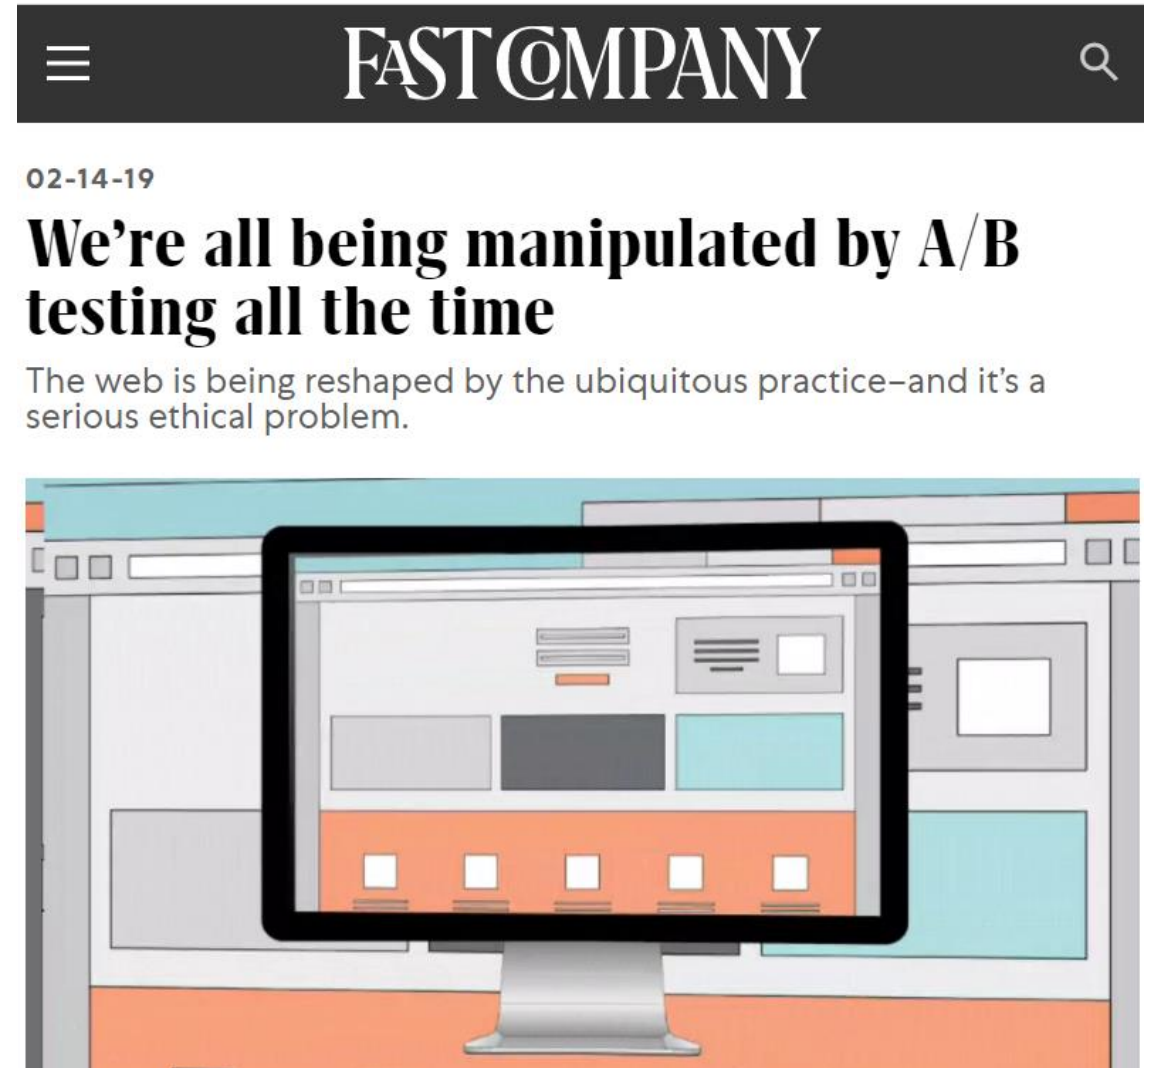 FAST COMPANY
02-14-19
We're all being manipulated by A/B
testing all the time
The web is being reshaped by the ubiquitous practice–and it's a
serious ethical problem.